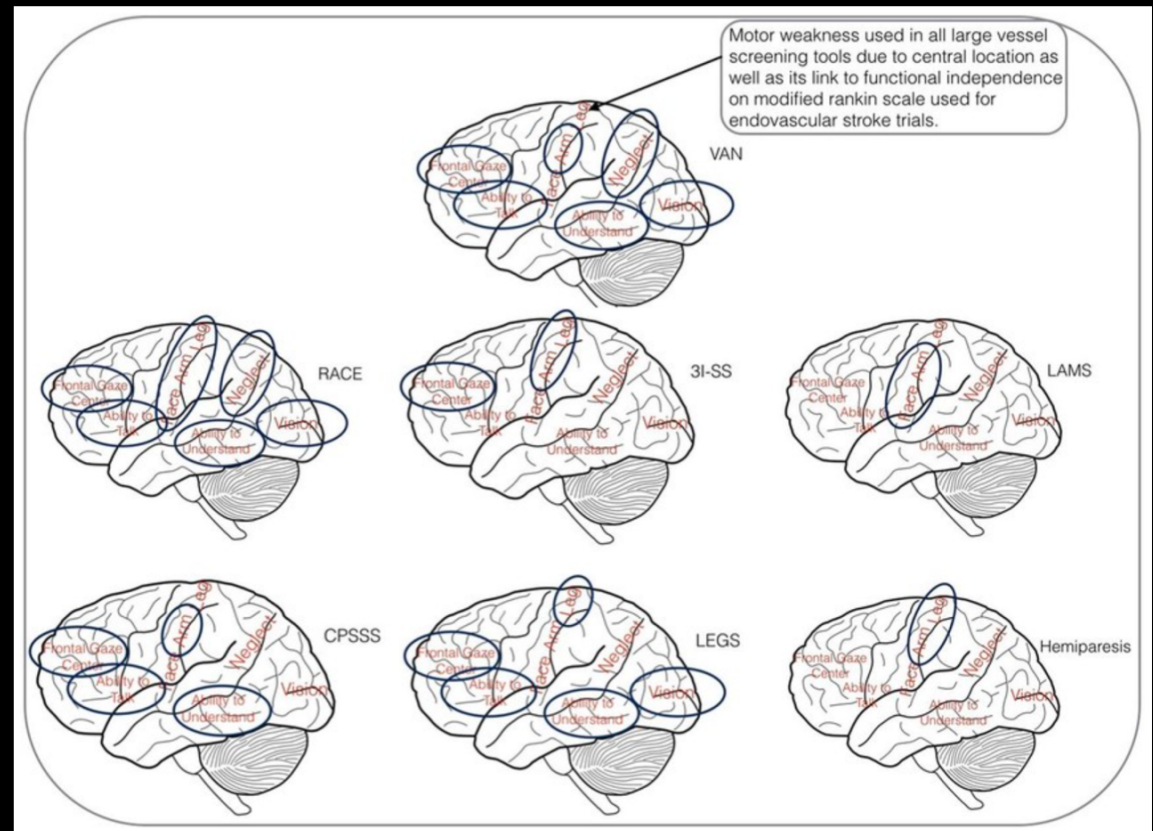 Motor weakness used in all large vessel
screening tools due to central location as
well as its link to functional independence
on modified rankin scale used for
endovascular stroke trials.
VAN
Frontal Gaze
Center
Ability to
Talk
Face Arm Leg
Neglect
Ability to
Understand
Vision
RACE
Frontal Gaze
Center
Ability to
Talk
Face Arm Leg
Neglect
Ability to
Understand
Vision
3I-SS
Frontal Gaze
Center
Ability to
Talk
Face Arm Leg
Neglect
Ability to
Understand
Vision
LAMS
Frontal Gaze
Center
Ability to
Talk
Face Arm Leg
Neglect
Ability to
Understand
Vision
CPSSS
Frontal Gaze
Center
Ability to
Talk
Face Arm Leg
Neglect
Ability to
Understand
Vision
LEGS
Frontal Gaze
Center
Ability to
Talk
Face Arm Leg
Neglect
Ability to
Understand
Vision
Hemiparesis
Frontal Gaze
Center
Ability to
Talk
Face Arm Leg
Neglect
Ability to
Understand
Vision